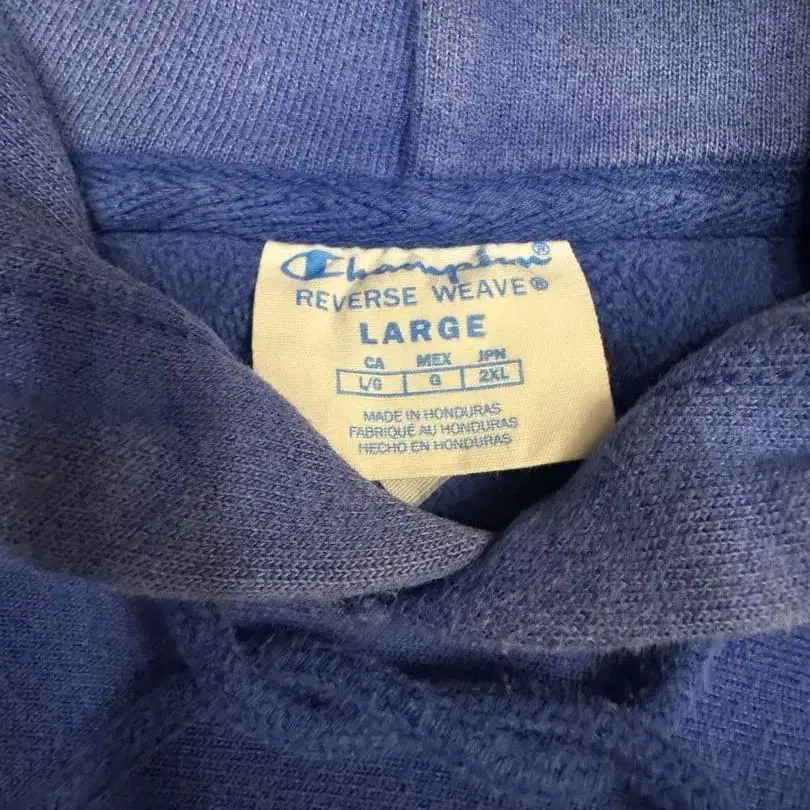 Champion®
REVERSE WEAVE®
LARGE
CA MEX JPN
L/G G 2XL
MADE IN HONDURAS
FABRIQUÉ AU HONDURAS
HECHO EN HONDURAS